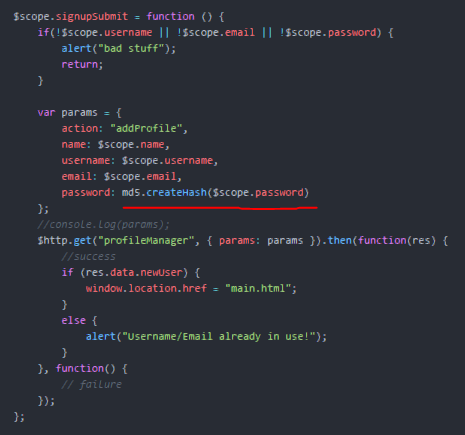 $scope.signupSubmit = function () {
if(!$scope.username || !$scope.email || !$scope.password) {
alert("bad stuff");
return;
}
var params = {
action: "addProfile",
name: $scope.name,
username: $scope.username,
email: $scope.email,
password: md5.createHash($scope.password)
};
//console.log(params);
$http.get("profileManager", { params: params }).then(function(res) {
//success
if (res.data.newUser) {
window.location.href = "main.html";
}
else {
alert("Username/Email already in use!");
}
}, function() {
// failure
});
};